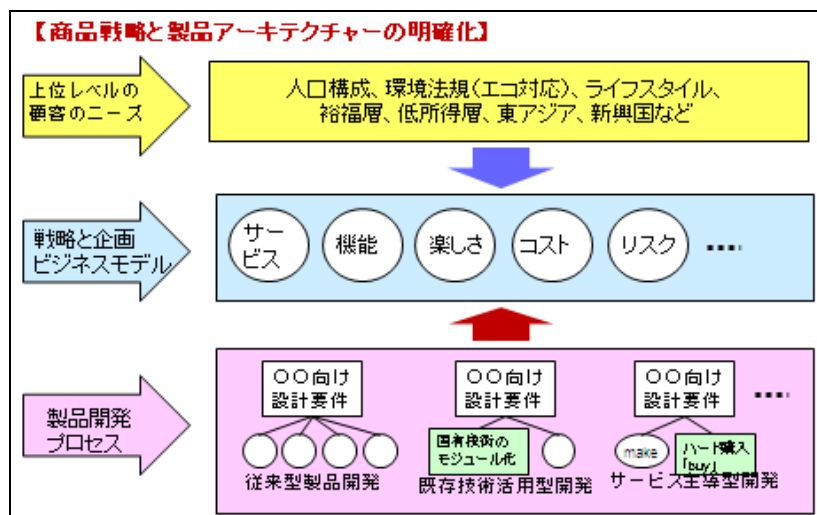 【商品戦略と製品アーキテクチャーの明確化】
上位レベルの
顧客のニーズ
人口構成、環境法規(エコ対応)、ライフスタイル、
裕福層、低所得層、東アジア、新興国など
戦略と企画
ビジネスモデル
サー
ビス
機能
楽しさ
コスト
リスク
････
製品開発
プロセス
〇〇向け
設計要件
〇〇向け
設計要件
〇〇向け
設計要件
････
固有技術の
モジュール化
make
ハード購入
「buy」
従来型製品開発
既存技術活用型開発
サービス主導型開発